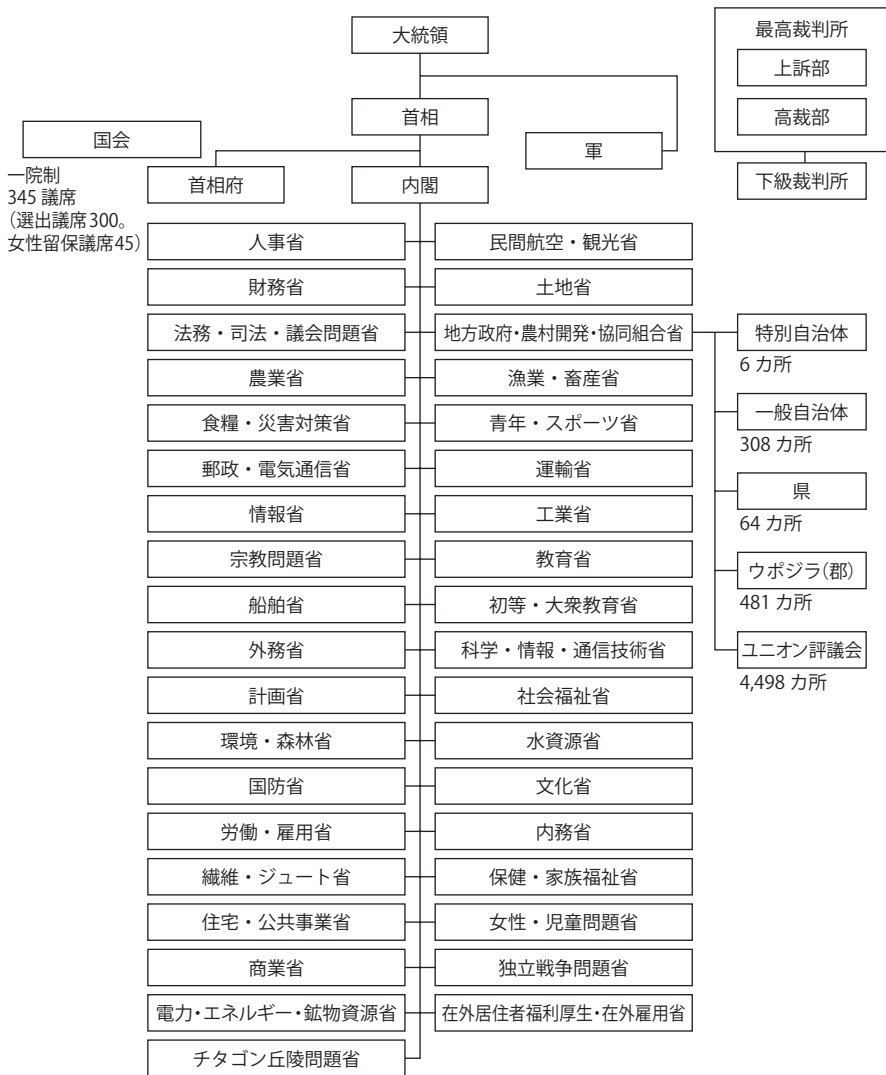 大統領
最高裁判所
上訴部
首相
高裁部
国会
軍
一院制
345 議席
(選出議席300。
女性留保議席45)
首相府
内閣
下級裁判所
人事省
民間航空・観光省
財務省
土地省
法務・司法・議会問題省
地方政府・農村開発・協同組合省
特別自治体
6 カ所
農業省
漁業・畜産省
一般自治体
308 カ所
食糧・災害対策省
青年・スポーツ省
郵政・電気通信省
運輸省
県
64 カ所
情報省
工業省
宗教問題省
教育省
ウポジラ(郡)
481 カ所
船舶省
初等・大衆教育省
外務省
科学・情報・通信技術省
ユニオン評議会
4,498 カ所
計画省
社会福祉省
環境・森林省
水資源省
国防省
文化省
労働・雇用省
内務省
繊維・ジュート省
保健・家族福祉省
住宅・公共事業省
女性・児童問題省
商業省
独立戦争問題省
電力・エネルギー・鉱物資源省
在外居住者福利厚生・在外雇用省
チタゴン丘陵問題省